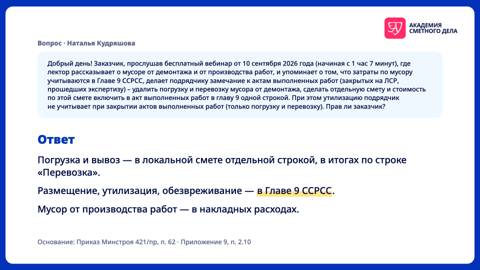 АКАДЕМИЯ
СМЕТНОГО ДЕЛА
Вопрос · Наталья Кудряшова
Добрый день! Заказчик, прослушав бесплатный вебинар от 10 сентября 2026 года (начиная с 1 час 7 минут), где
лектор рассказывает о мусоре от демонтажа и от производства работ, и упоминает о том, что затраты по мусору
учитываются в Главе 9 ССРСС, делает подрядчику замечание к актам выполненных работ (закрытых на ЛСР,
прошедших экспертизу) – удалить погрузку и перевозку мусора от демонтажа, сделать отдельную смету и стоимость
по этой смете включить в акт выполненных работ в главу 9 одной строкой. При этом утилизацию подрядчик
не учитывает при закрытии актов выполненных работ (только погрузку и перевозку). Прав ли заказчик?
Ответ
Погрузка и вывоз — в локальной смете отдельной строкой, в итогах по строке
«Перевозка».
Размещение, утилизация, обезвреживание — в Главе 9 ССРСС.
Мусор от производства работ — в накладных расходах.
Основание: Приказ Минстроя 421/пр, п. 62 · Приложение 9, п. 2.10